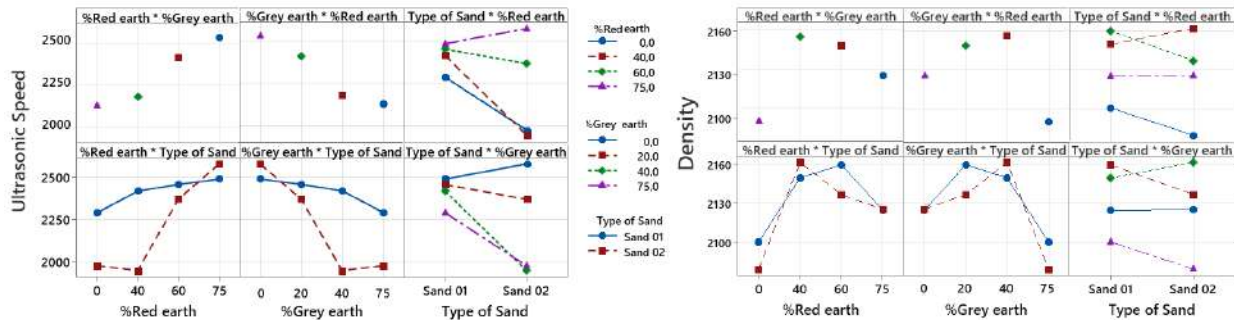 %Red earth * %Grey earth
%Grey earth * %Red earth
Type of Sand * %Red earth
2500
2250
2000
%Red earth * Type of Sand
%Grey earth * Type of Sand
Type of Sand * %Grey earth
2500
2250
2000
Ultrasonic Speed
0
40
60
75
0
20
40
75
Sand 01
Sand 02
%Red earth
%Grey earth
Type of Sand
%Red earth
0,0
40,0
60,0
75,0
%Grey earth
0,0
20.0
40.0
75.0
Type of Sand
Sand 01
Sand 02
%Red earth * %Grey earth
%Grey earth * %Red earth
Type of Sand * %Red earth
2160
2130
2100
%Red earth * Type of Sand
%Grey earth * Type of Sand
Type of Sand * %Grey earth
2160
2130
2100
Density
0
40
60
75
0
20
40
75
Sand 01
Sand 02
%Red earth
%Grey earth
Type of Sand